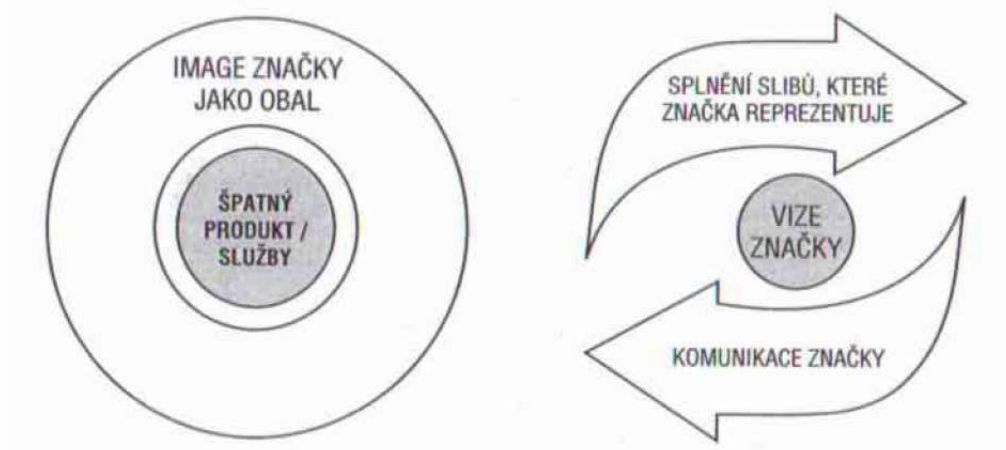 IMAGE ZNAČKY
JAKO OBAL
ŠPATNÝ
PRODUKT /
SLUŽBY
SPLNĚNÍ SLIBŮ, KTERÉ
ZNAČKA REPREZENTUJE
VIZE
ZNAČKY
KOMUNIKACE ZNAČKY